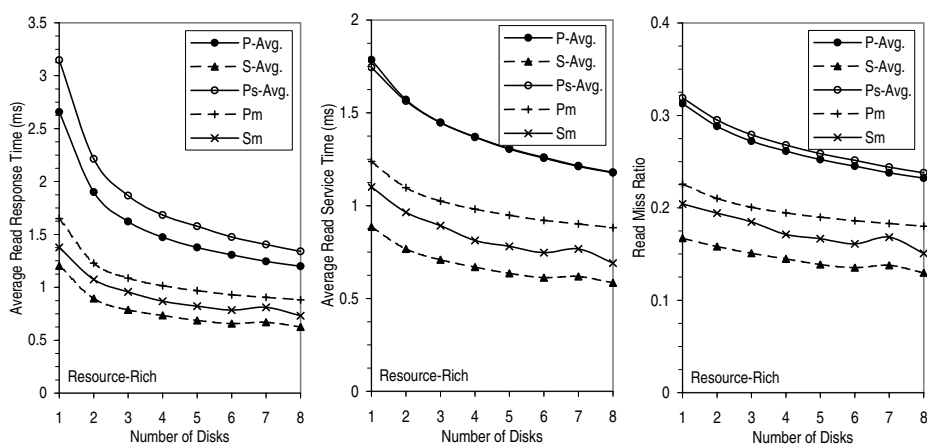 3.5
3
2.5
2
1.5
1
0.5
0
Average Read Response Time (ms)
P-Avg.
S-Avg.
Ps-Avg.
Pm
Sm
Resource-Rich
1 2 3 4 5 6 7 8
Number of Disks
2
1.5
1
0.5
0
Average Read Service Time (ms)
P-Avg.
S-Avg.
Ps-Avg.
Pm
Sm
Resource-Rich
1 2 3 4 5 6 7 8
Number of Disks
0.4
0.3
0.2
0.1
0
Read Miss Ratio
P-Avg.
S-Avg.
Ps-Avg.
Pm
Sm
Resource-Rich
1 2 3 4 5 6 7 8
Number of Disks